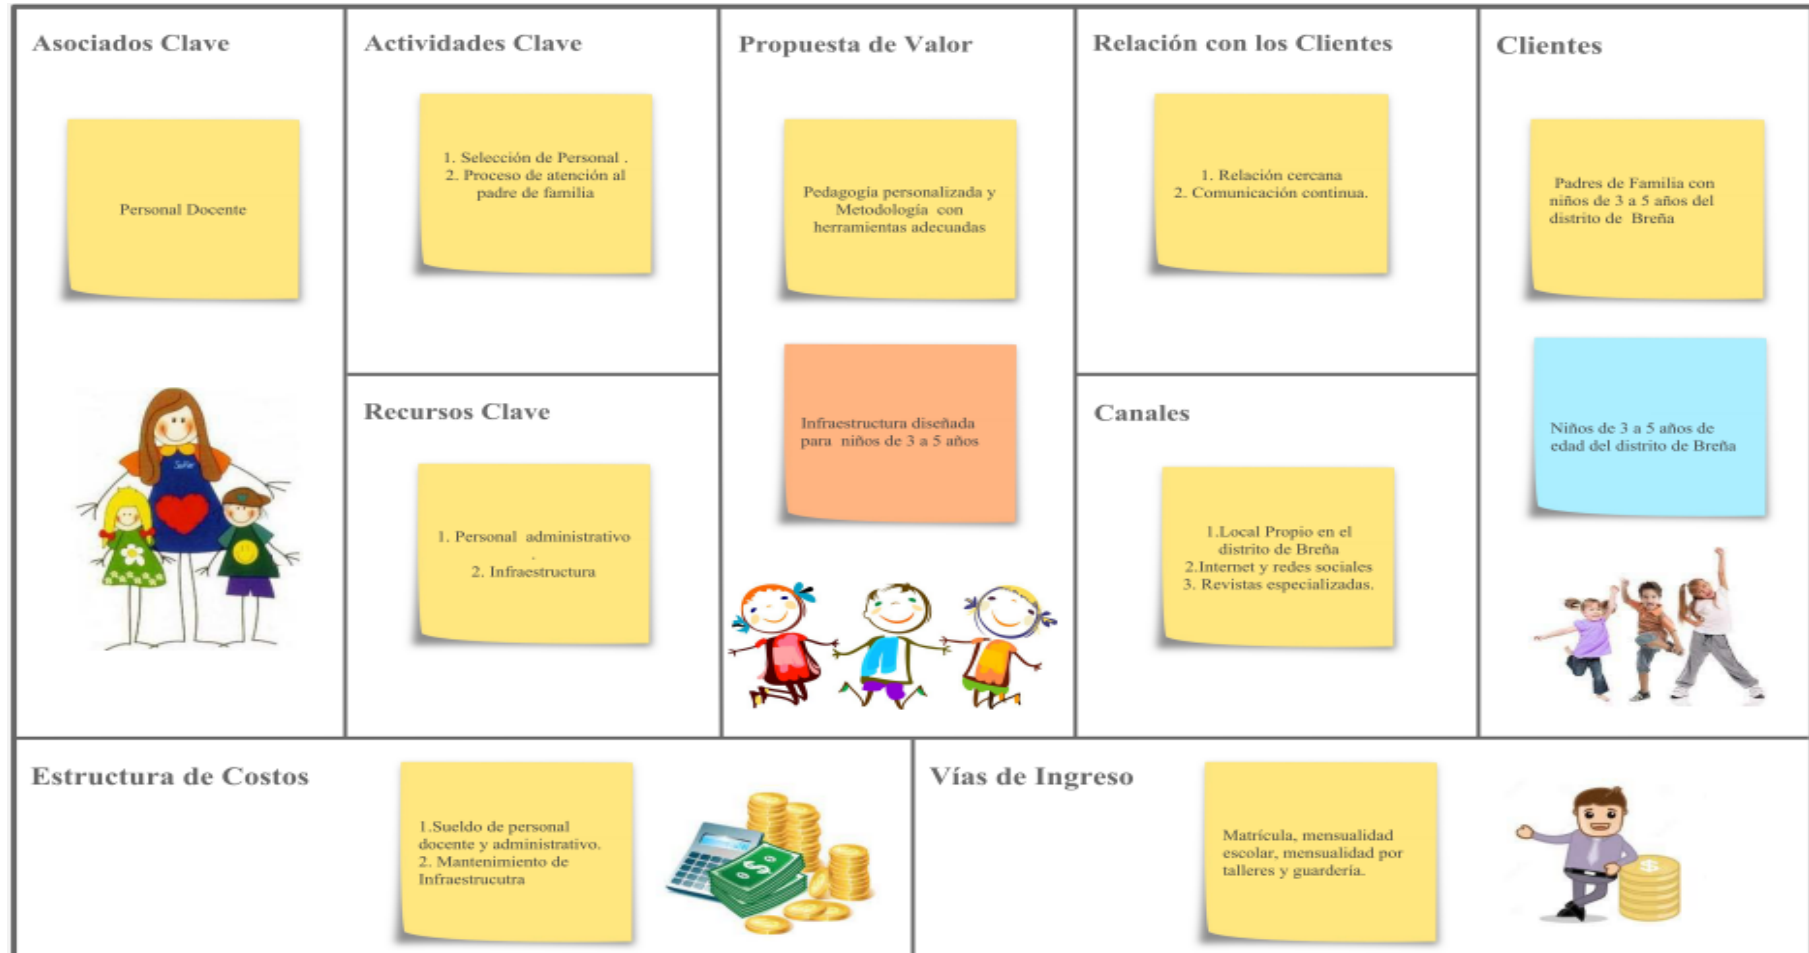 Asociados Clave
Personal Docente
Actividades Clave
1. Selección de Personal .
2. Proceso de atención al
padre de familia
Recursos Clave
1. Personal administrativo
.
2. Infraestructura
Propuesta de Valor
Pedagogía personalizada y
Metodología con
herramientas adecuadas
Infraestructura diseñada
para niños de 3 a 5 años
Relación con los Clientes
1. Relación cercana
2. Comunicación continua.
Canales
1.Local Propio en el
distrito de Breña
2.Internet y redes sociales
3. Revistas especializadas.
Clientes
Padres de Familia con
niños de 3 a 5 años del
distrito de Breña
Niños de 3 a 5 años de
edad del distrito de Breña
Estructura de Costos
1.Sueldo de personal
docente y administrativo.
2. Mantenimiento de
Infraestrucutra
Vías de Ingreso
Matrícula, mensualidad
escolar, mensualidad por
talleres y guardería.